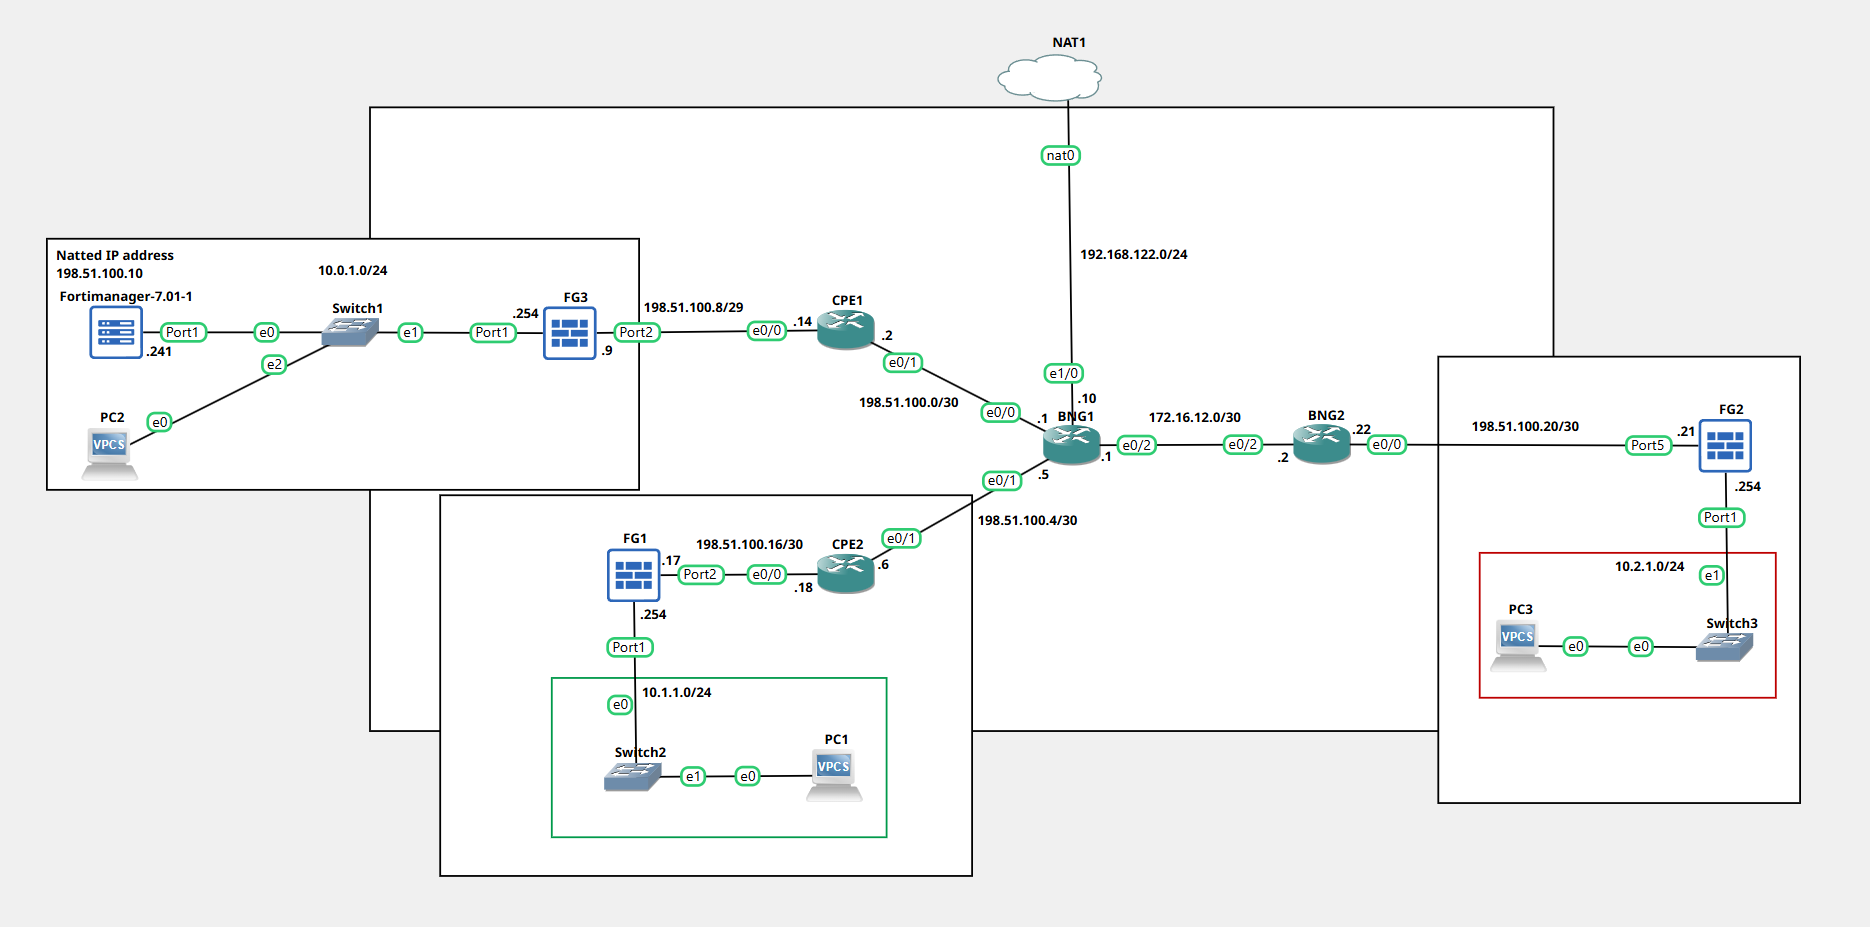 NAT1
nat0
192.168.122.0/24
Natted IP address
198.51.100.10
10.0.1.0/24
Fortimanager-7.01-1
Switch1
.254
FG3
198.51.100.8/29
CPE1
Port1
e0
e1
Port1
Port2
e0/0
.14
.2
.241
.9
e2
e0/1
e1/0
PC2
e0
VPCS
198.51.100.0/30
e0/0
.1
.10
BNG1
172.16.12.0/30
BNG2
.22
198.51.100.20/30
FG2
.21
e0/2
e0/2
e0/0
Port5
.1
.2
.5
e0/1
.254
198.51.100.4/30
Port1
FG1
198.51.100.16/30
CPE2
e0/1
.17
Port2
e0/0
.18
.6
.254
10.2.1.0/24
e1
PC3
VPCS
Switch3
e0
e0
Port1
10.1.1.0/24
e0
Switch2
PC1
VPCS
e1
e0